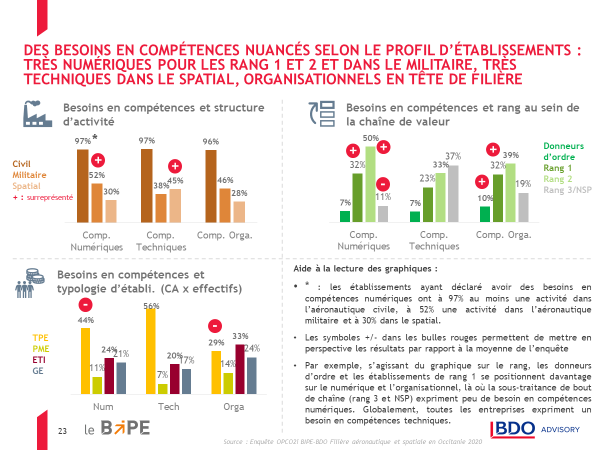 DES BESOINS EN COMPÉTENCES NUANCÉS SELON LE PROFIL D'ÉTABLISSEMENTS :
TRÈS NUMÉRIQUES POUR LES RANG 1 ET 2 ET DANS LE MILITAIRE, TRÈS
TECHNIQUES DANS LE SPATIAL, ORGANISATIONNELS EN TÊTE DE FILIÈRE
Besoins en compétences et structure
d'activité
Civil
Militaire
Spatial
+ : surreprésenté
97% *
52%
30%
97%
38%
45%
96%
46%
28%
+
+
Comp.
Numériques
Comp.
Techniques
Comp. Orga.
Besoins en compétences et rang au sein de
la chaîne de valeur
7%
32%
50%
11%
7%
23%
33%
37%
10%
32%
39%
19%
+
+
-
+
+
Comp.
Numériques
Comp.
Techniques
Comp. Orga.
Donneurs
d'ordre
Rang 1
Rang 2
Rang 3/NSP
Besoins en compétences et
typologie d'établi. (CA x effectifs)
TPE
PME
ETI
GE
-
44%
11%
24%
21%
56%
7%
20%
17%
-
29%
14%
33%
24%
Num
Tech
Orga
Aide à la lecture des graphiques :
• * : les établissements ayant déclaré avoir des besoins en
compétences numériques ont à 97% au moins une activité dans
l'aéronautique civile, à 52% une activité dans l'aéronautique
militaire et à 30% dans le spatial.
• Les symboles +/- dans les bulles rouges permettent de mettre en
perspective les résultats par rapport à la moyenne de l'enquête
• Par exemple, s'agissant du graphique sur le rang, les donneurs
d'ordre et les établissements de rang 1 se positionnent davantage
sur le numérique et l'organisationnel, là où la sous-traitance de bout
de chaîne (rang 3 et NSP) expriment peu de besoin en compétences
numériques. Globalement, toutes les entreprises expriment un
besoin en compétences techniques.
23
le BIPE
BDO ADVISORY
Source : Enquête OPCO2I BIPE-BDO Filière aéronautique et spatiale en Occitanie 2020